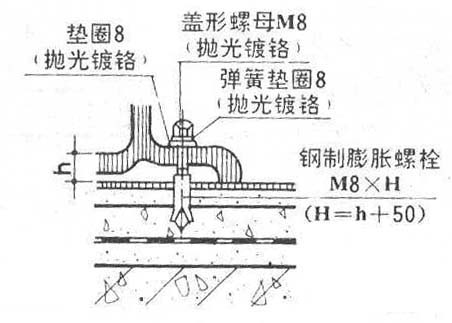 垫圈8
(抛光镀铬)
盖形螺母M8
(抛光镀铬)
弹簧垫圈8
(抛光镀铬)
h
钢制膨胀螺栓
M8×H
(H=h+50)